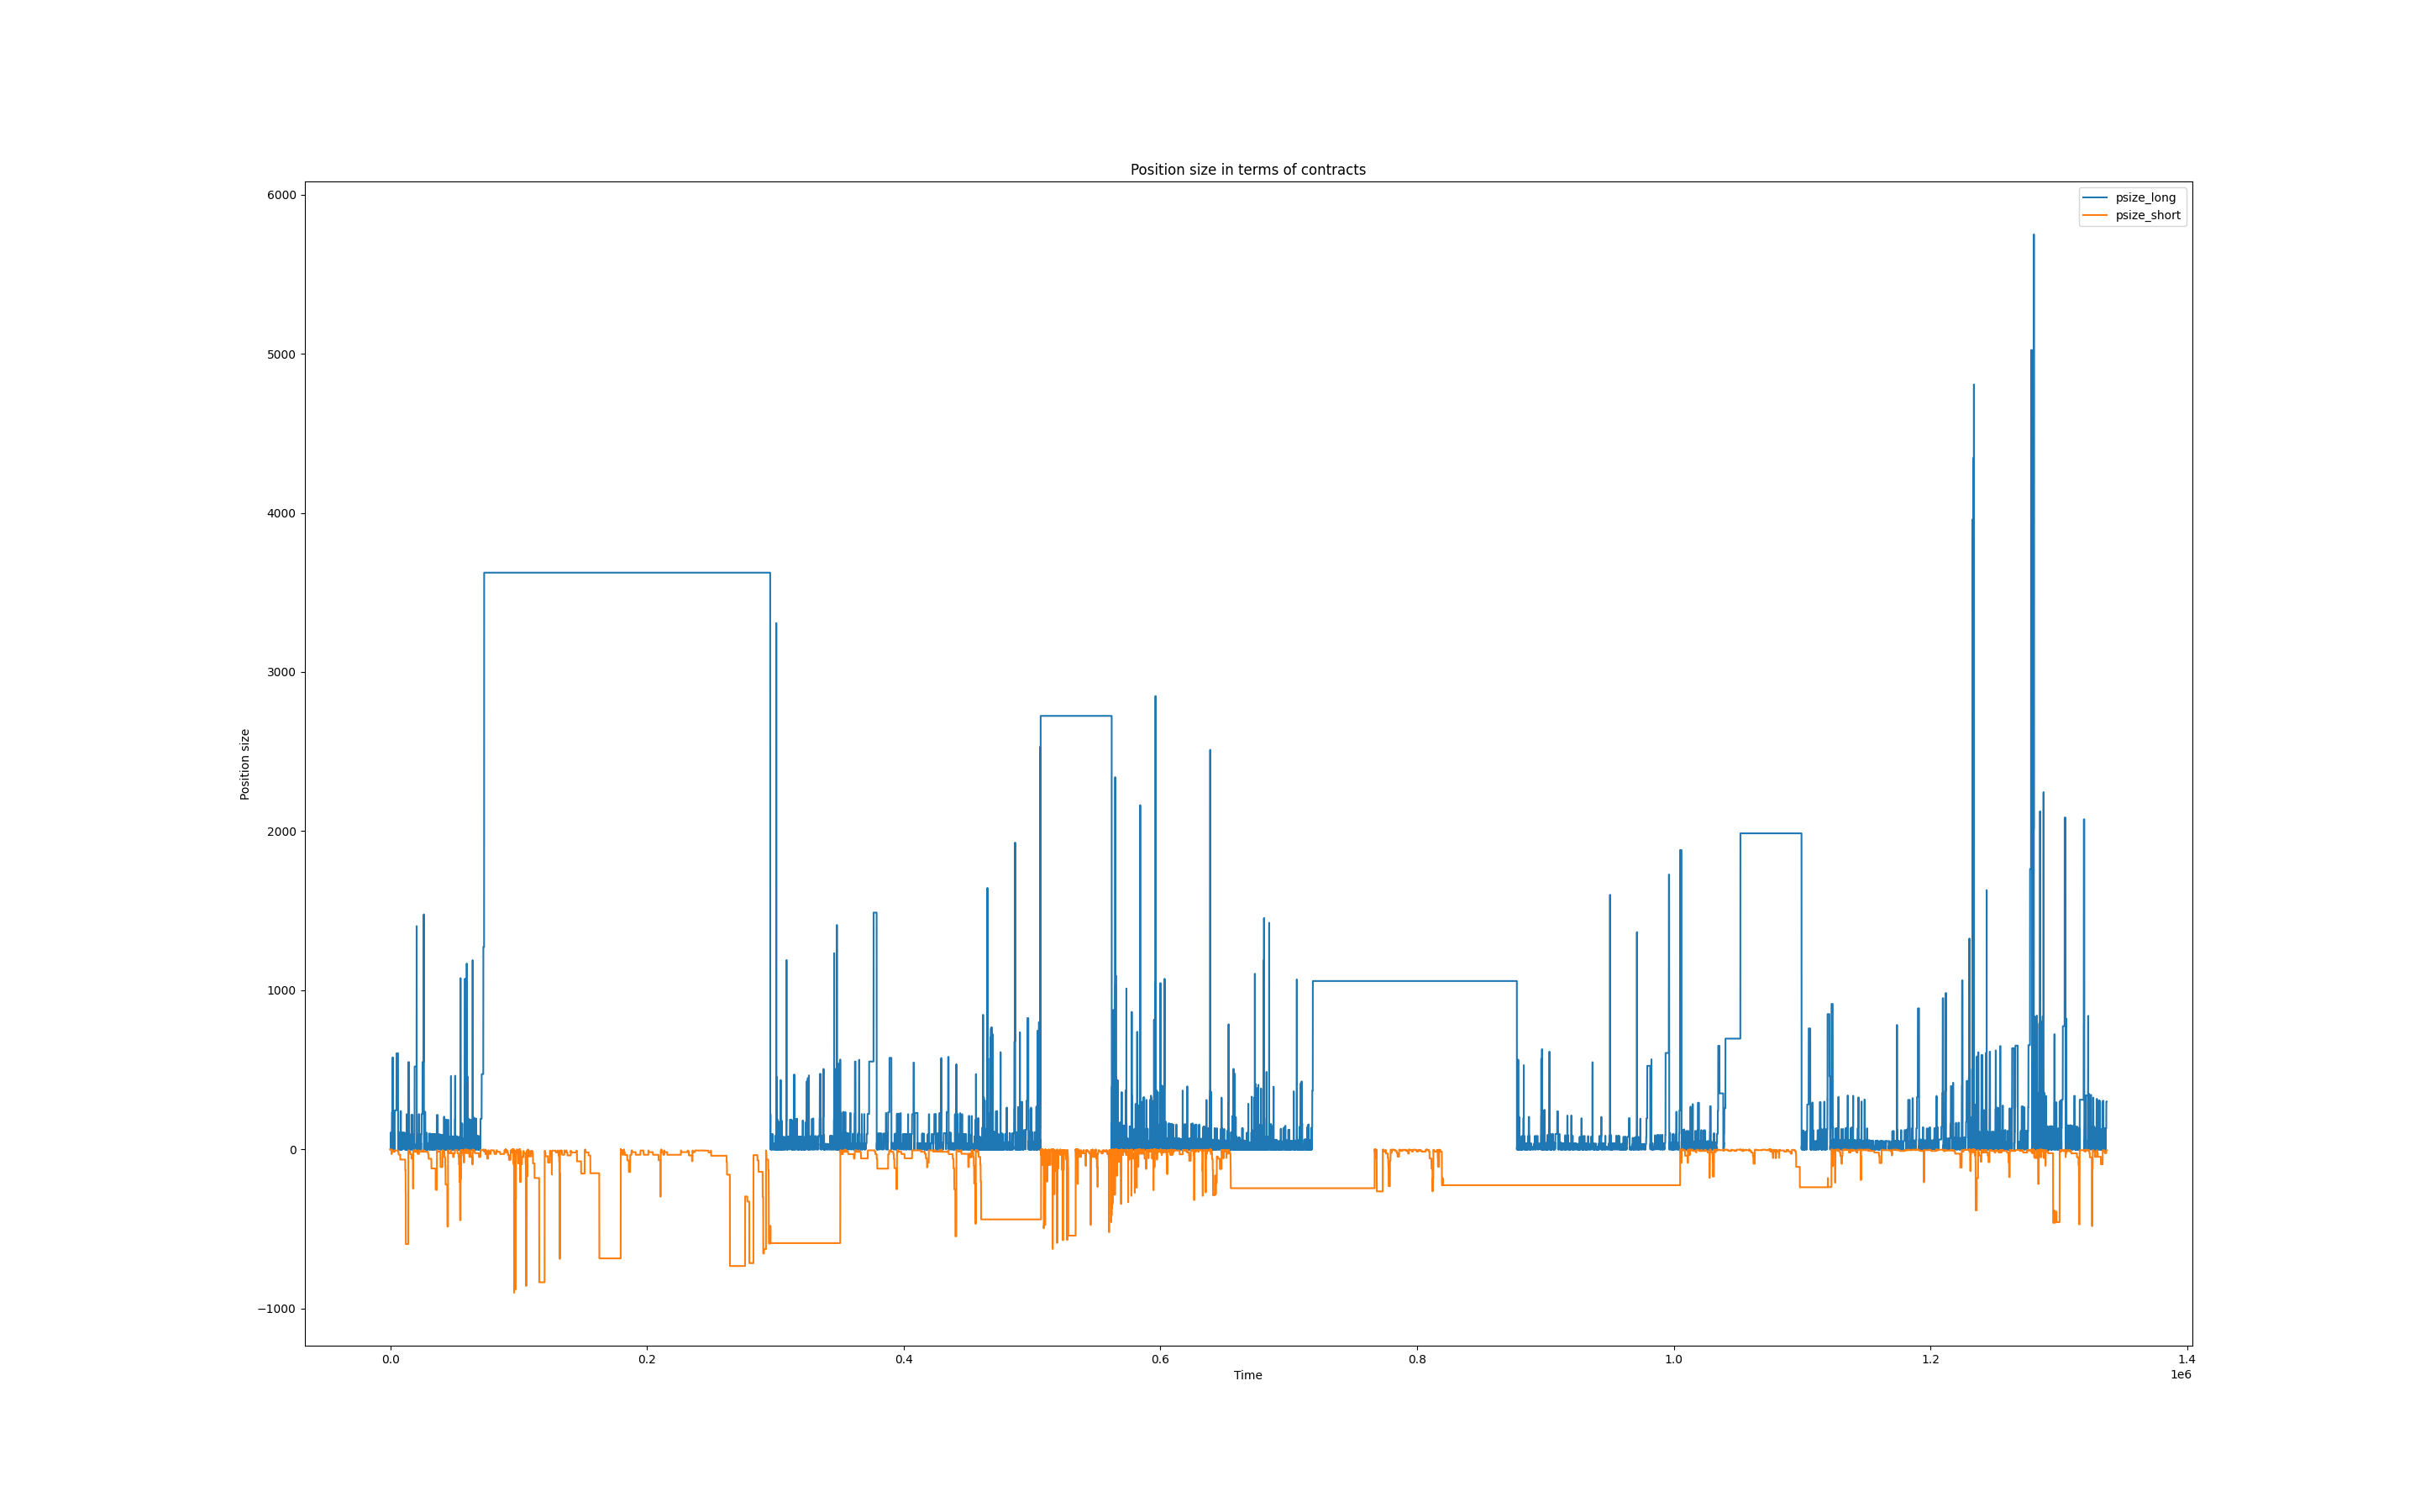 Position size in terms of contracts
psize_long
psize_short
6000
5000
4000
3000
2000
1000
0
−1000
Position size
0.0
0.2
0.4
0.6
0.8
1.0
1.2
1.4
Time
1e6